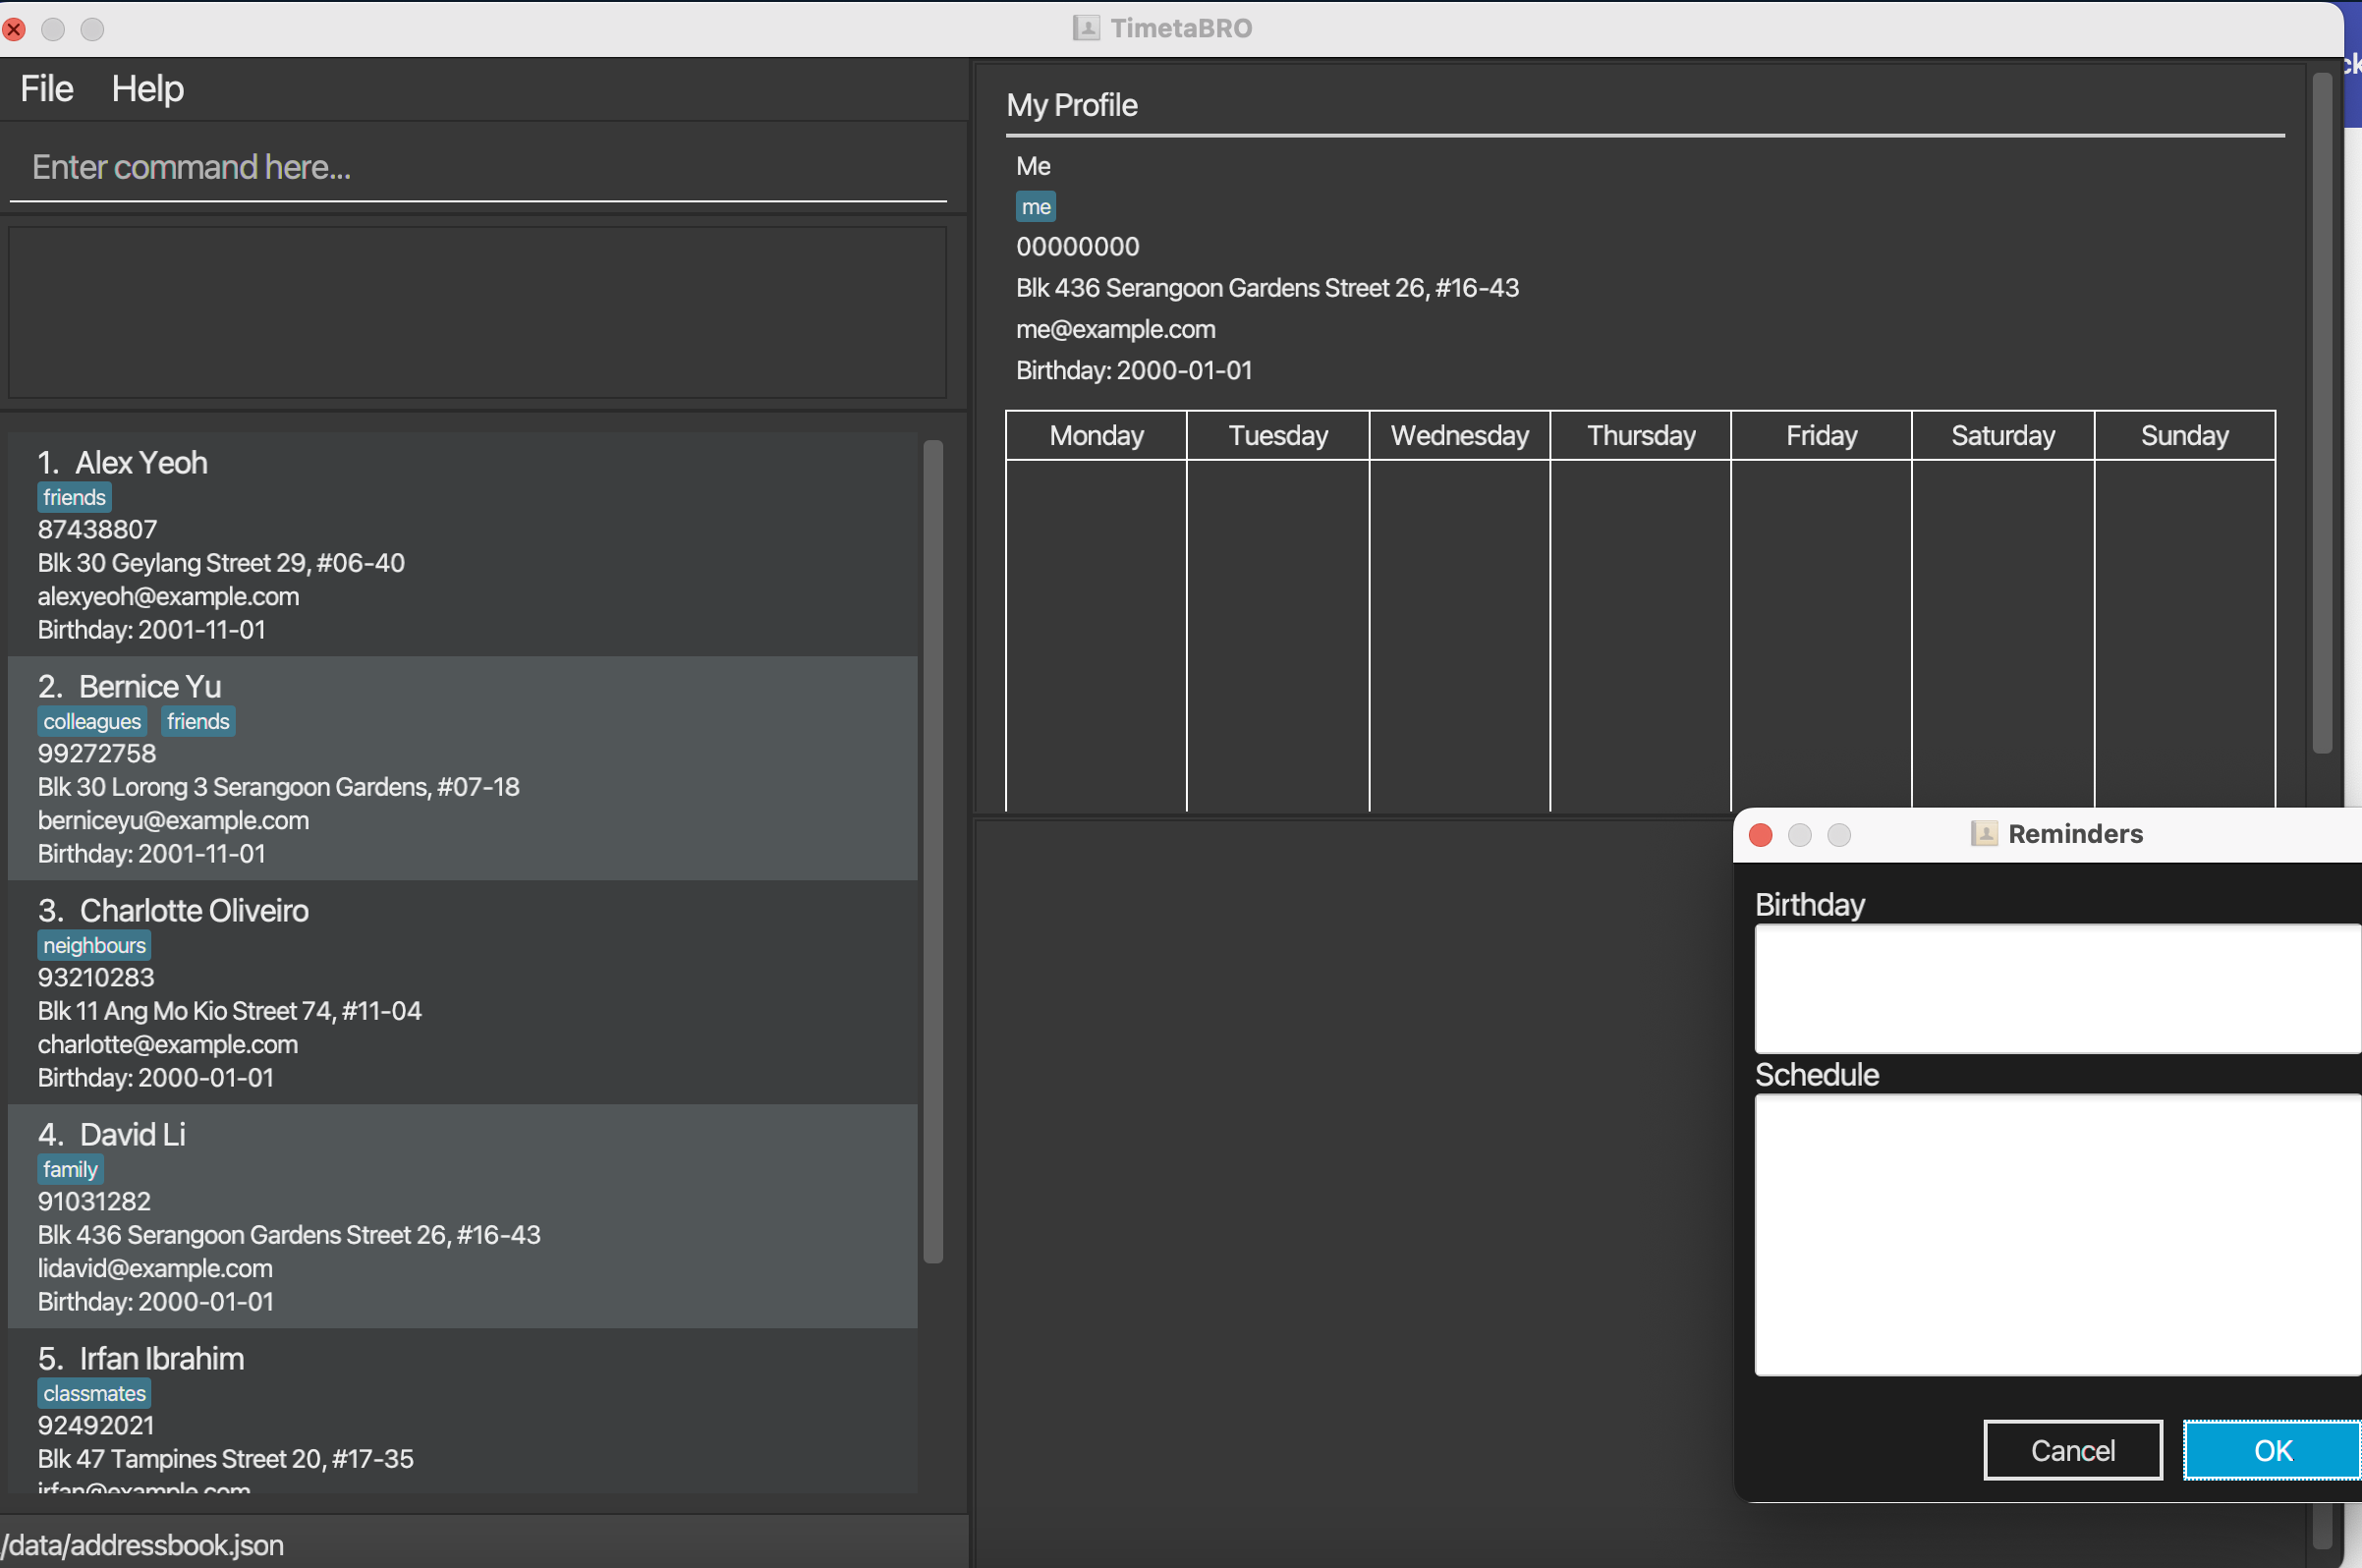 TimetaBRO
File Help
Enter command here...
1. Alex Yeoh
friends
87438807
Blk 30 Geylang Street 29, #06-40
alexyeoh@example.com
Birthday: 2001-11-01
2. Bernice Yu
colleagues friends
99272758
Blk 30 Lorong 3 Serangoon Gardens, #07-18
berniceyu@example.com
Birthday: 2001-11-01
3. Charlotte Oliveiro
neighbours
93210283
Blk 11 Ang Mo Kio Street 74, #11-04
charlotte@example.com
Birthday: 2000-01-01
4. David Li
family
91031282
Blk 436 Serangoon Gardens Street 26, #16-43
lidavid@example.com
Birthday: 2000-01-01
5. Irfan Ibrahim
classmates
92492021
Blk 47 Tampines Street 20, #17-35
irfan@example.com
/data/addressbook.json
My Profile
Me
me
00000000
Blk 436 Serangoon Gardens Street 26, #16-43
me@example.com
Birthday: 2000-01-01
Monday Tuesday Wednesday Thursday Friday Saturday Sunday
Reminders
Birthday
Schedule
Cancel OK